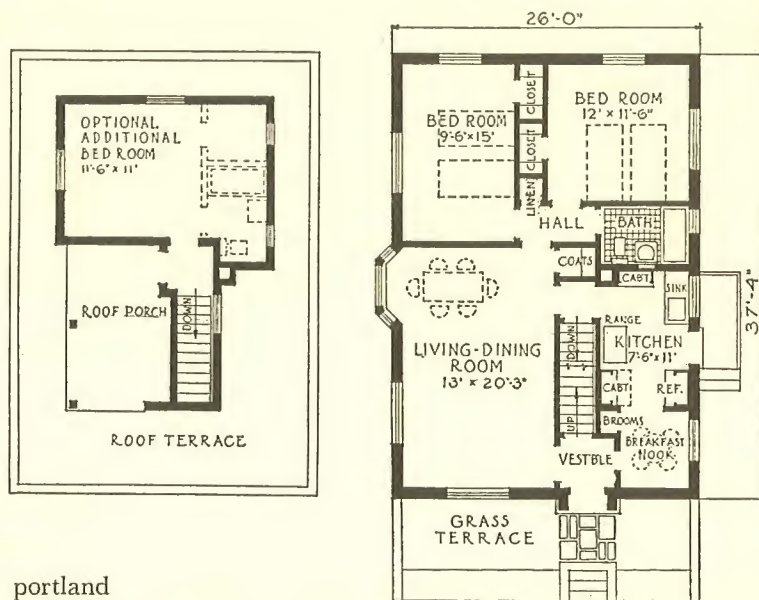 OPTIONAL
ADDITIONAL
BED ROOM
11'-6" x 11'
ROOF PORCH
DOWN
ROOF TERRACE
26'-0"
BED ROOM
9'-6" x 15'
CLOSET
CLOSET
LINEN
BED ROOM
12' x 11'-6"
HALL
BATH
COATS
CABT.
SINK
37'-4"
LIVING-DINING
ROOM
13' x 20'-3"
DOWN
UP
RANGE
KITCHEN
7'-6" x 11'
CABT.
REF.
BROOMS
BREAKFAST
NOOK
VESTBLE
GRASS
TERRACE
portland